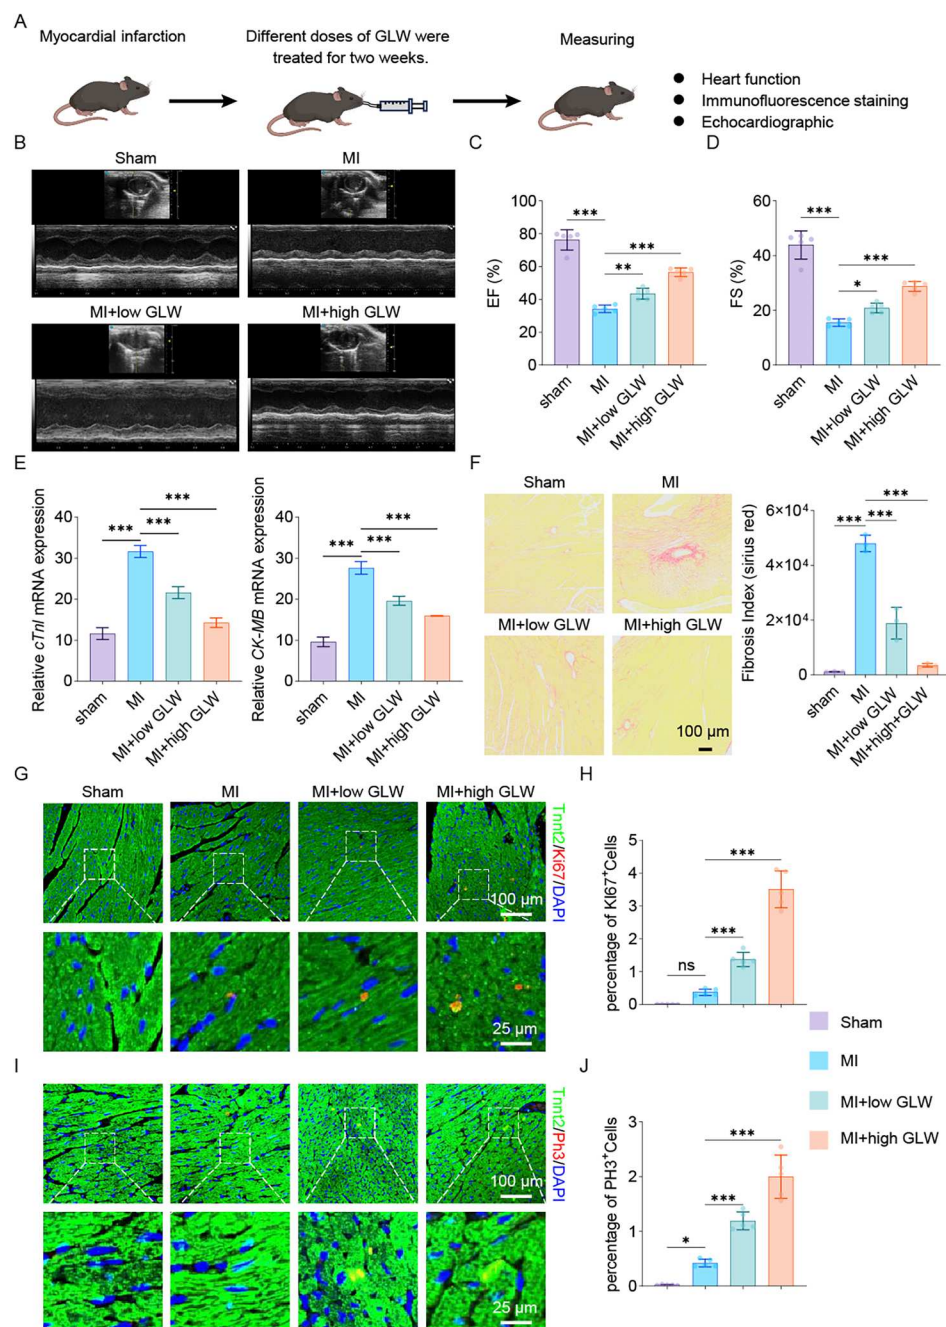 A
Myocardial infarction
Different doses of GLW were
treated for two weeks.
Measuring
Heart function
Immunofluorescence staining
Echocardiographic
B
Sham
MI
MI+low GLW
MI+high GLW
C
EF (%)
100
80
60
40
20
0
***
***
**
sham
MI
MI+low GLW
MI+high GLW
D
FS (%)
60
40
20
0
***
***
*
sham
MI
MI+low GLW
MI+high GLW
E
Relative cTnI mRNA expression
40
30
20
10
0
***
***
***
sham
MI
MI+low GLW
MI+high GLW
Relative CK-MB mRNA expression
40
30
20
10
0
***
***
***
sham
MI
MI+low GLW
MI+high GLW
F
Sham
MI
MI+low GLW
MI+high GLW
100 µm
Fibrosis Index (sirius red)
6×10⁴
4×10⁴
2×10⁴
0
***
***
***
sham
MI
MI+low GLW
MI+high+GLW
G
Sham
MI
MI+low GLW
MI+high GLW
Tnnt2/Ki67/DAPI
100 µm
25 µm
H
percentage of KI67⁺Cells
5
4
3
2
1
0
***
***
ns
Sham
MI
MI+low GLW
MI+high GLW
I
Tnnt2/Ph3/DAPI
100 µm
25 µm
J
percentage of PH3⁺Cells
3
2
1
0
***
***
*